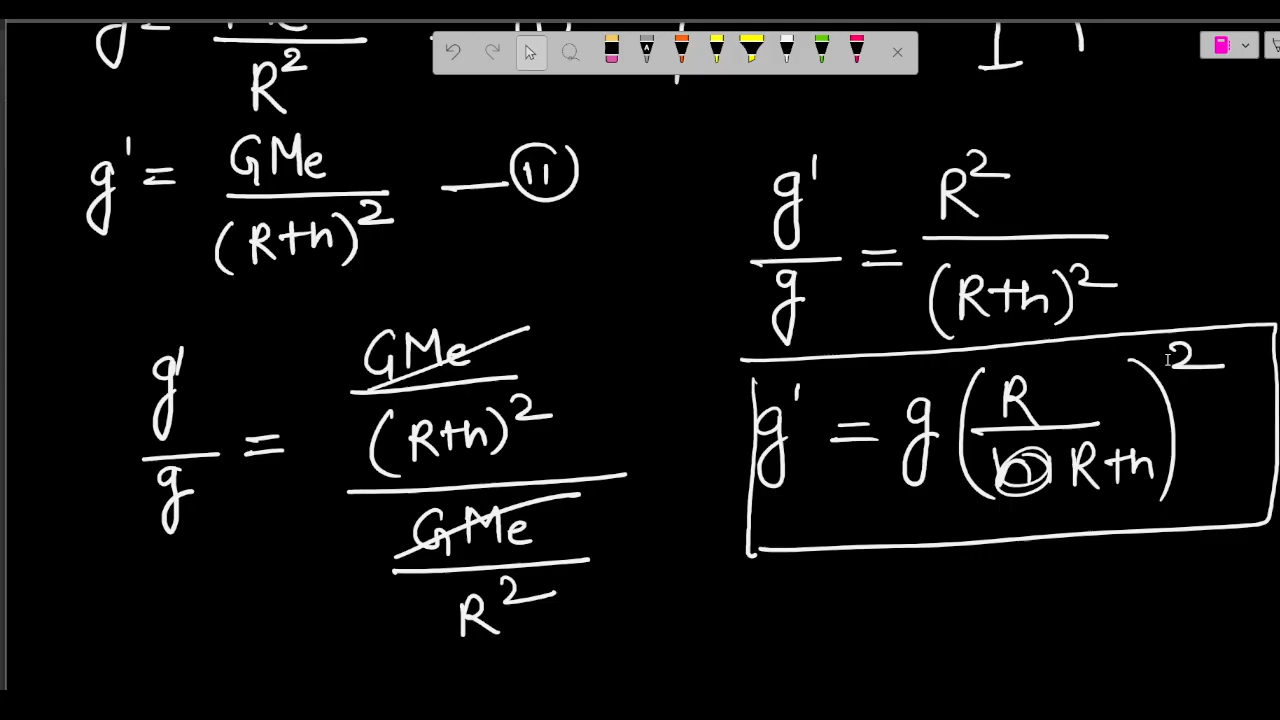 R²
g' = GMe / (R+h)² — (11)
g' / g = (GMe / (R+h)²) / (GMe / R²)
g' / g = R² / (R+h)²
g' = g (R / R+h)²